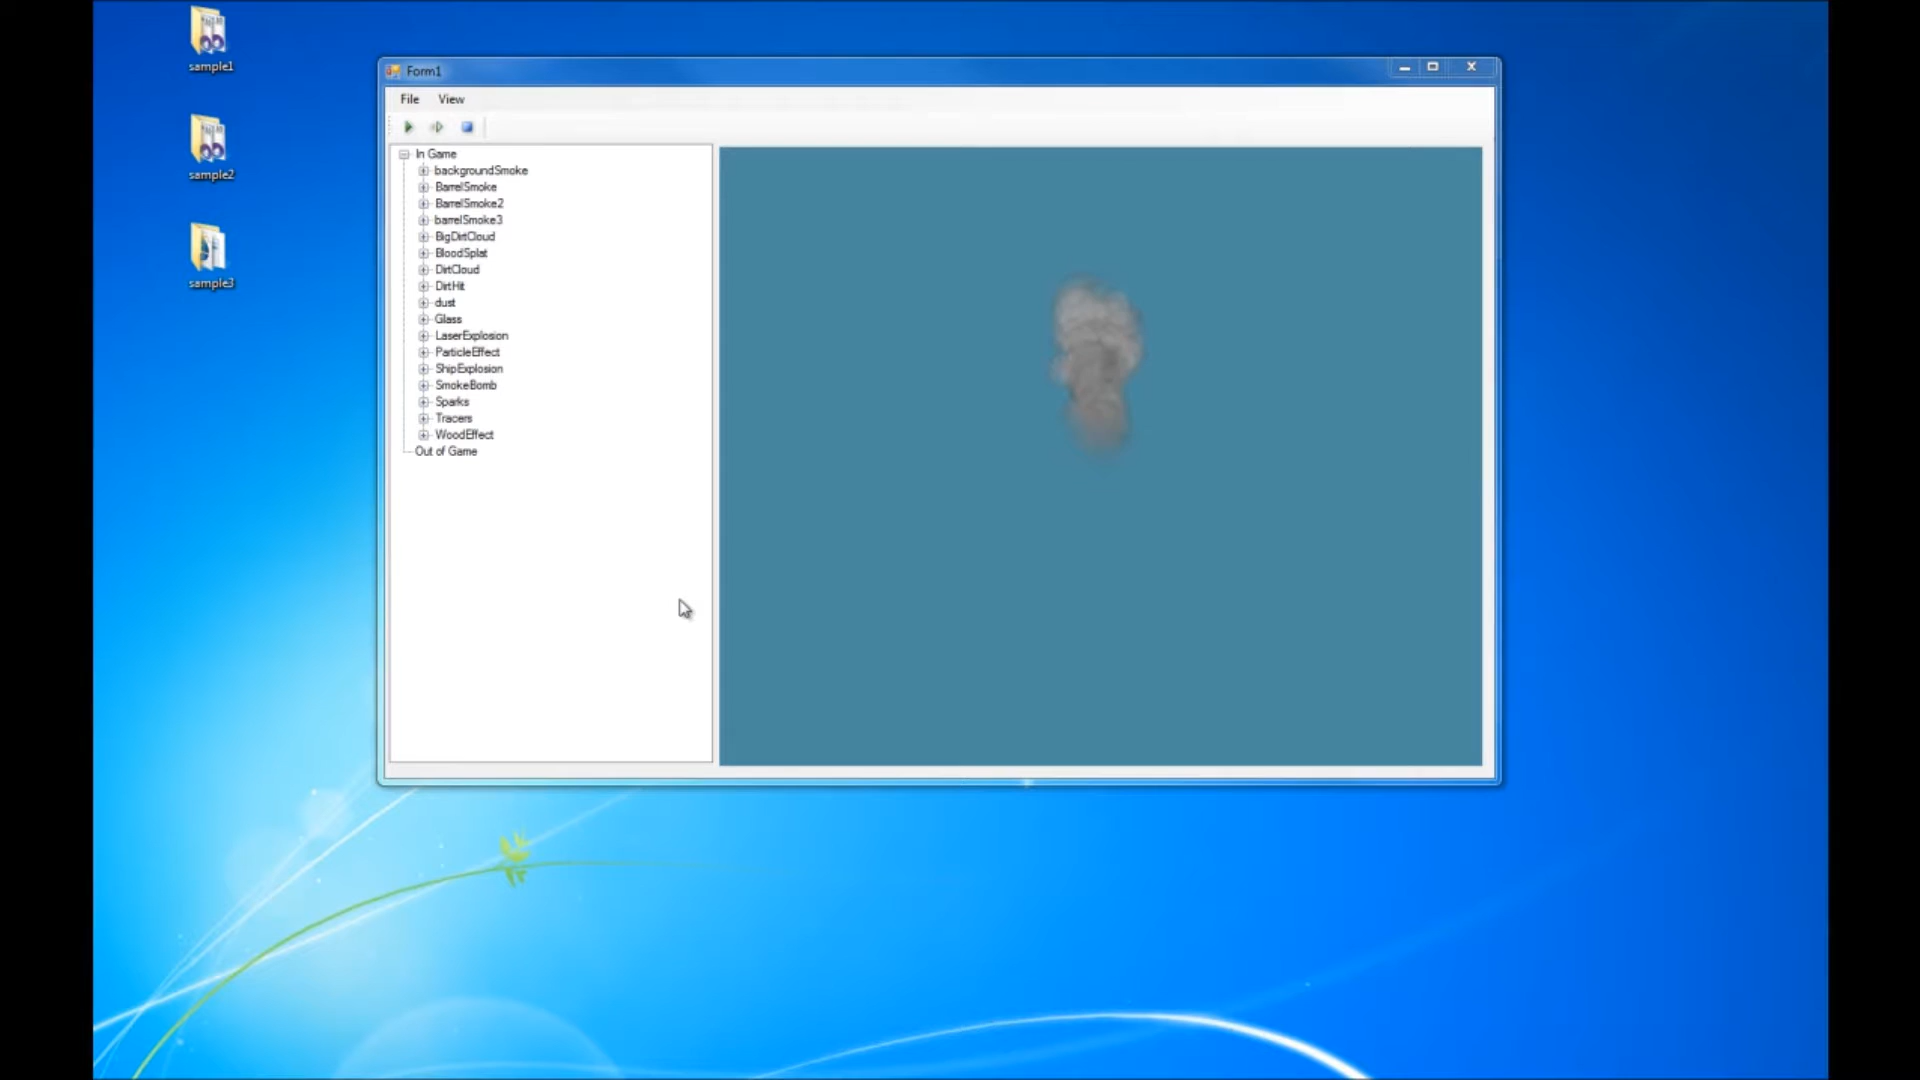 sample1
sample2
sample3
Form1
File View
In Game
backgroundSmoke
BarrelSmoke
BarrelSmoke2
barrelSmoke3
BigDirtCloud
BloodSplat
DirtCloud
DirtHit
dust
Glass
LaserExplosion
ParticleEffect
ShipExplosion
SmokeBomb
Sparks
Tracers
WoodEffect
Out of Game